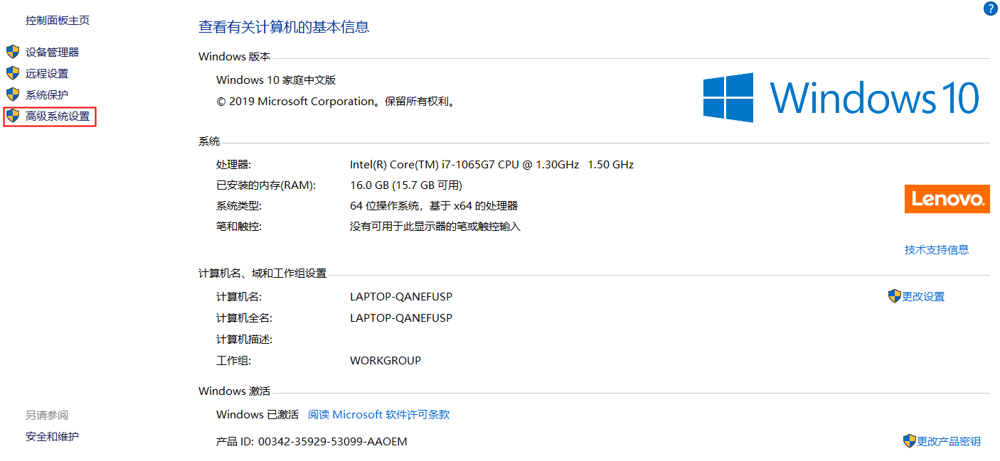 控制面板主页
设备管理器
远程设置
系统保护
高级系统设置
另请参阅
安全和维护
?
查看有关计算机的基本信息
Windows 版本
Windows 10 家庭中文版
© 2019 Microsoft Corporation。保留所有权利。
Windows 10
系统
处理器: Intel(R) Core(TM) i7-1065G7 CPU @ 1.30GHz 1.50 GHz
已安装的内存(RAM): 16.0 GB (15.7 GB 可用)
系统类型: 64 位操作系统，基于 x64 的处理器
笔和触控: 没有可用于此显示器的笔或触控输入
Lenovo.
技术支持信息
计算机名、域和工作组设置
计算机名: LAPTOP-QANEFUSP 更改设置
计算机全名: LAPTOP-QANEFUSP
计算机描述:
工作组: WORKGROUP
Windows 激活
Windows 已激活 阅读 Microsoft 软件许可条款
产品 ID: 00342-35929-53099-AAOEM 更改产品密钥